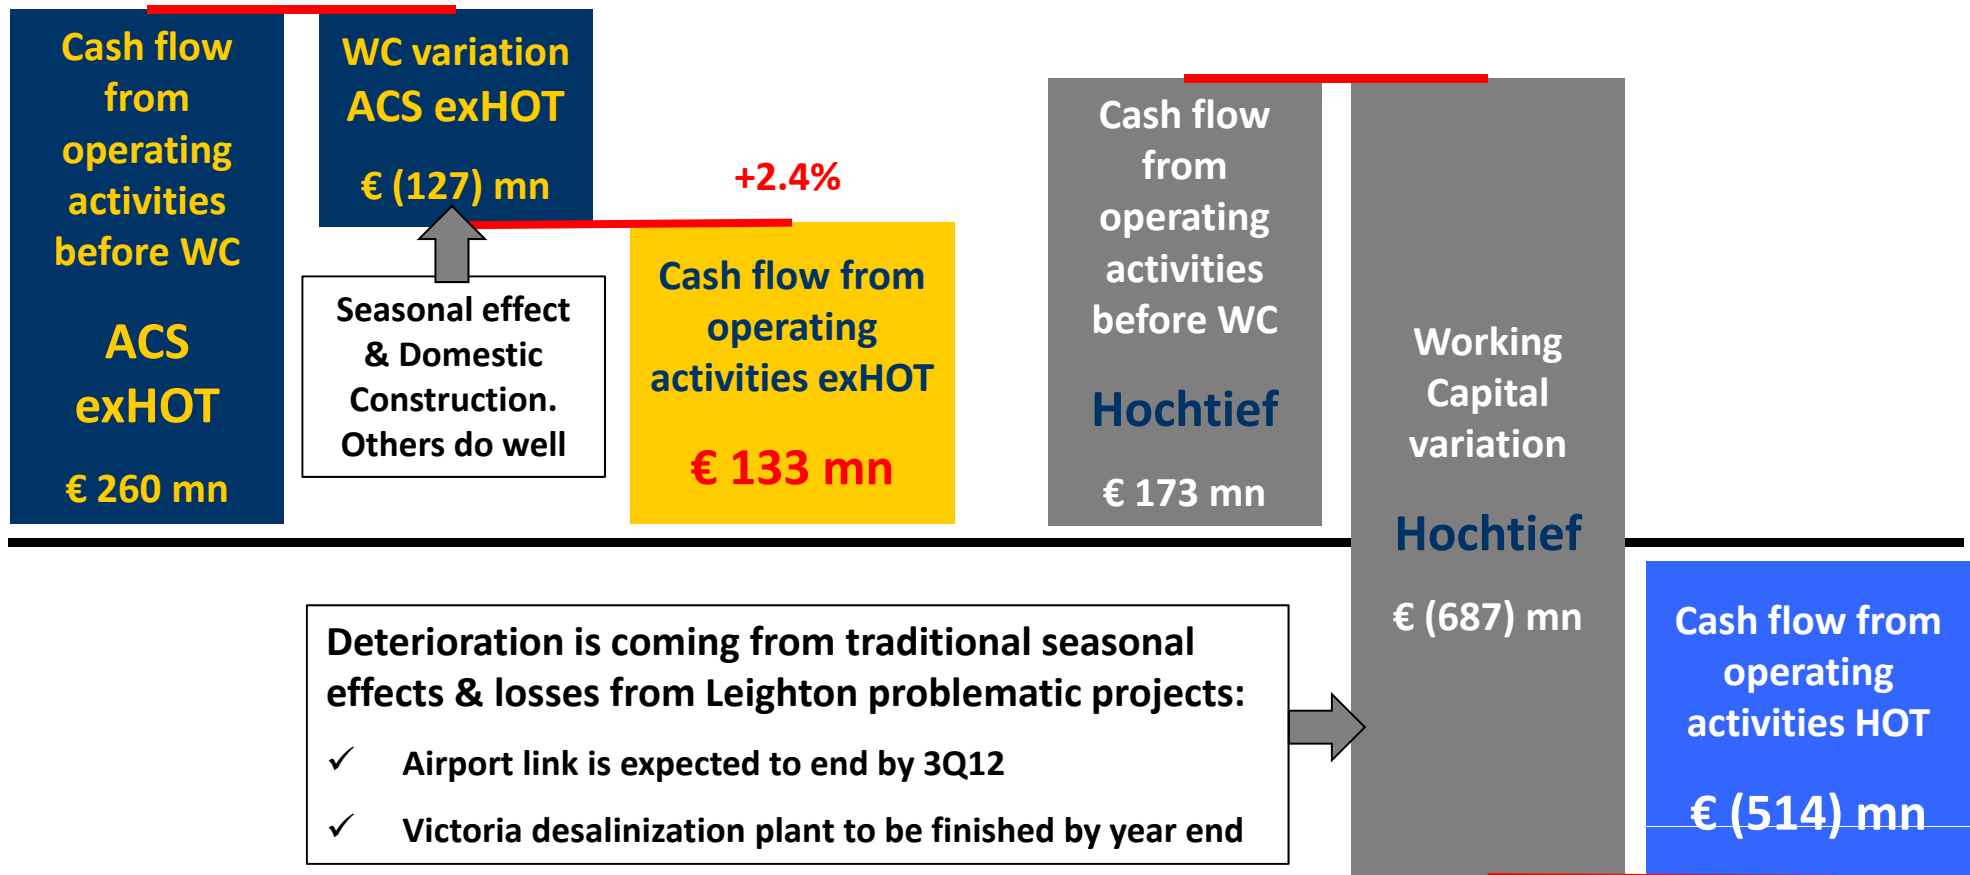 Cash flow
from
operating
activities
before WC
ACS
exHOT
€ 260 mn
WC variation
ACS exHOT
€ (127) mn
Seasonal effect
& Domestic
Construction.
Others do well
+2.4%
Cash flow from
operating
activities exHOT
€ 133 mn
Cash flow
from
operating
activities
before WC
Hochtief
€ 173 mn
Working
Capital
variation
Hochtief
€ (687) mn
Cash flow from
operating
activities HOT
€ (514) mn
Deterioration is coming from traditional seasonal
effects & losses from Leighton problematic projects:
✓ Airport link is expected to end by 3Q12
✓ Victoria desalinization plant to be finished by year end